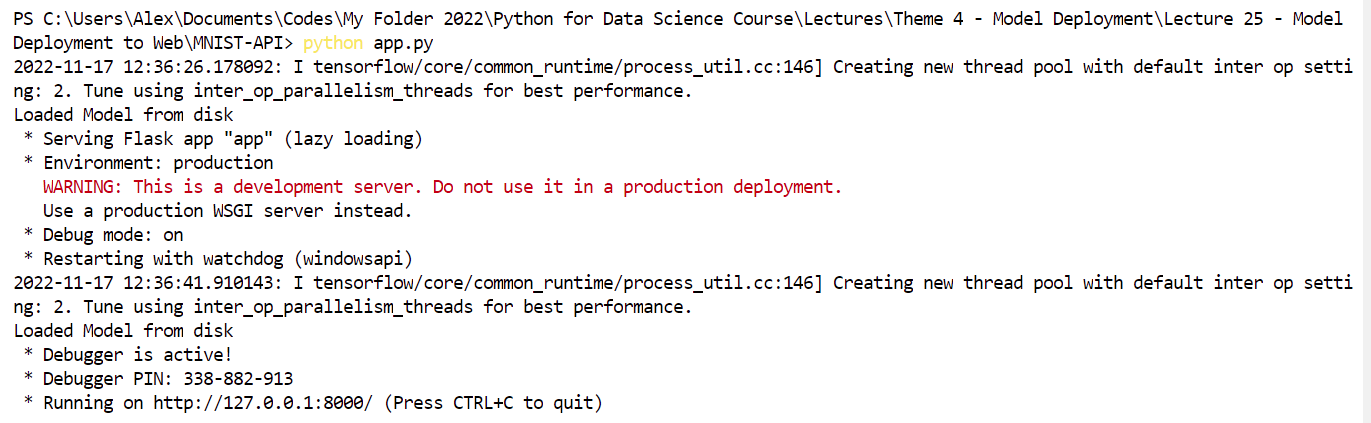 PS C:\Users\Alex\Documents\Codes\My Folder 2022\Python for Data Science Course\Lectures\Theme 4 - Model Deployment\Lecture 25 - Model
Deployment to Web\MNIST-API> python app.py
2022-11-17 12:36:26.178092: I tensorflow/core/common_runtime/process_util.cc:146] Creating new thread pool with default inter op setti
ng: 2. Tune using inter_op_parallelism_threads for best performance.
Loaded Model from disk
 * Serving Flask app "app" (lazy loading)
 * Environment: production
   WARNING: This is a development server. Do not use it in a production deployment.
   Use a production WSGI server instead.
 * Debug mode: on
 * Restarting with watchdog (windowsapi)
2022-11-17 12:36:41.910143: I tensorflow/core/common_runtime/process_util.cc:146] Creating new thread pool with default inter op setti
ng: 2. Tune using inter_op_parallelism_threads for best performance.
Loaded Model from disk
 * Debugger is active!
 * Debugger PIN: 338-882-913
 * Running on http://127.0.0.1:8000/ (Press CTRL+C to quit)